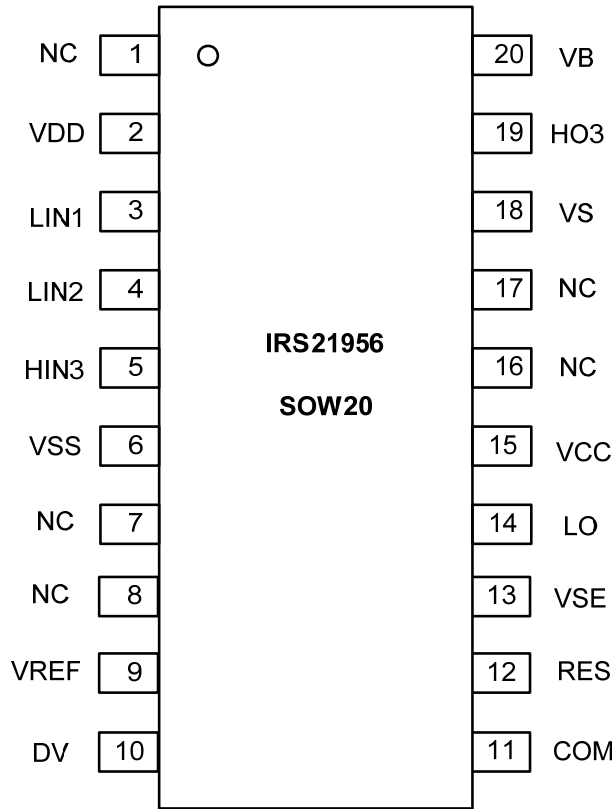 NC 1 20 VB
VDD 2 19 HO3
LIN1 3 18 VS
LIN2 4 17 NC
IRS21956
HIN3 5 16 NC
SOW20
VSS 6 15 VCC
NC 7 14 LO
NC 8 13 VSE
VREF 9 12 RES
DV 10 11 COM